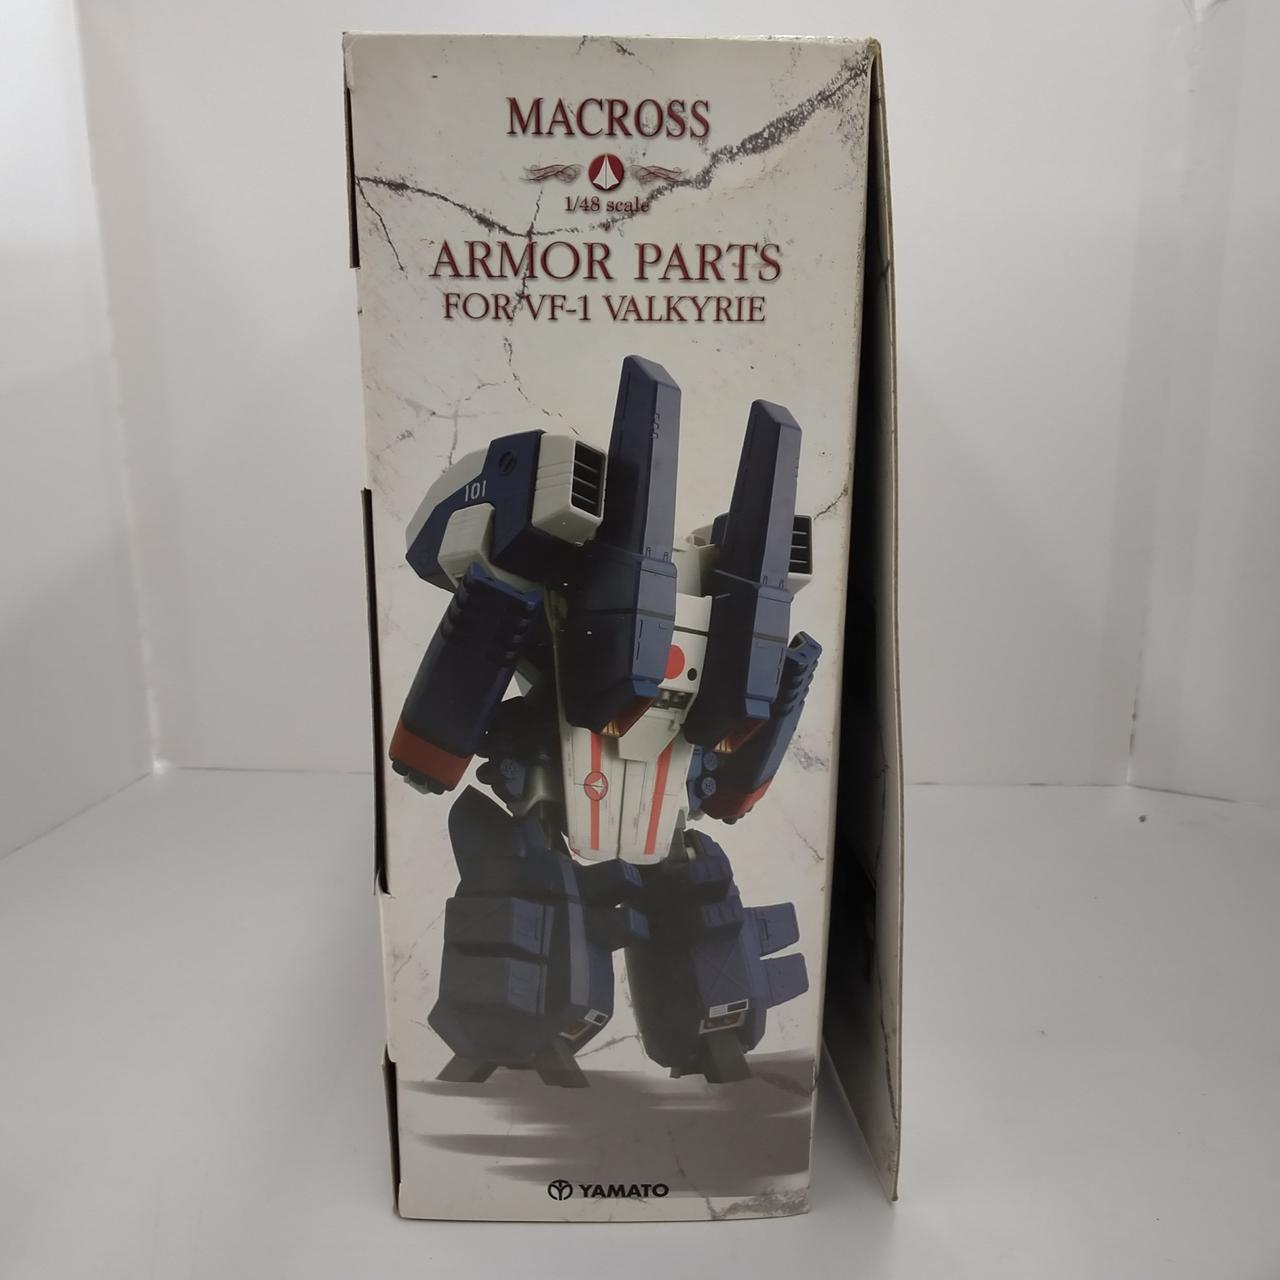 MACROSS
1/48 scale
ARMOR PARTS
FOR VF-1 VALKYRIE
101
YAMATO